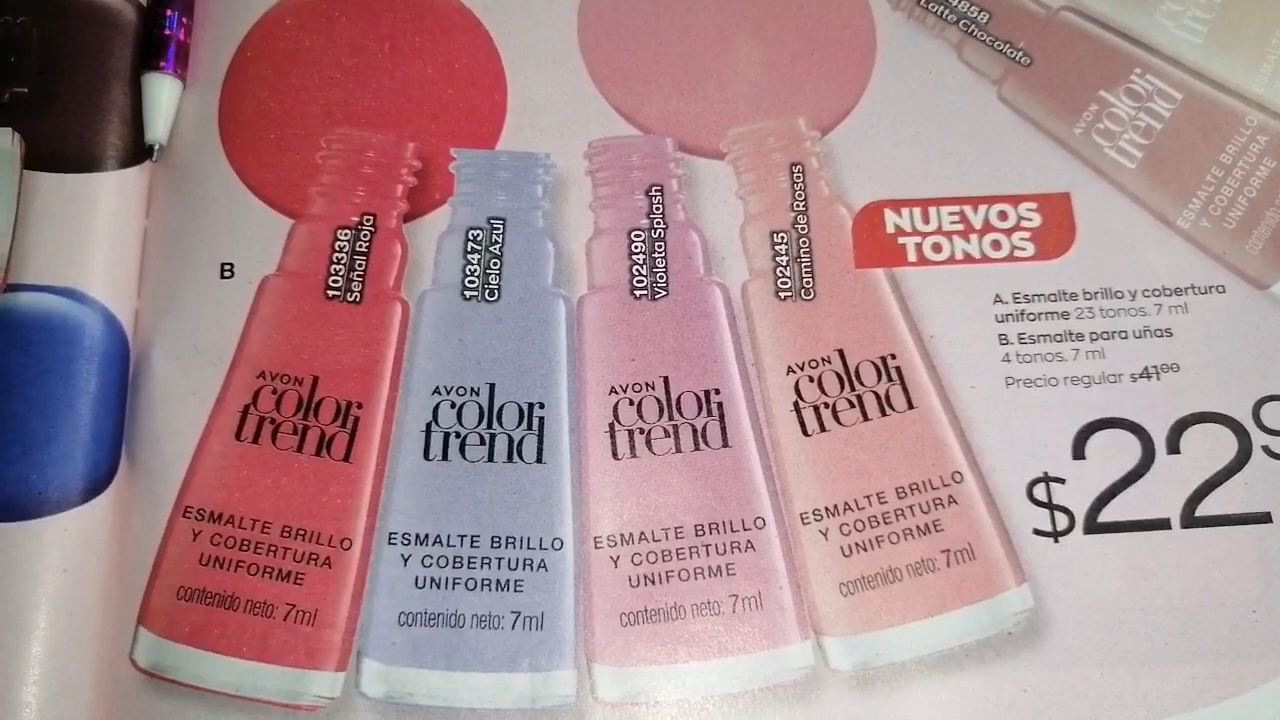 4858
Latte Chocolate
AVON
color
trend
ESMALTE BRILLO
Y COBERTURA
UNIFORME
B
103336
Señal Roja
AVON
color
trend
ESMALTE BRILLO
Y COBERTURA
UNIFORME
contenido neto: 7ml
103473
Cielo Azul
AVON
color
trend
ESMALTE BRILLO
Y COBERTURA
UNIFORME
contenido neto: 7ml
102490
Violeta Splash
AVON
color
trend
ESMALTE BRILLO
Y COBERTURA
UNIFORME
contenido neto: 7ml
102445
Camino de Rosas
AVON
color
trend
ESMALTE BRILLO
Y COBERTURA
UNIFORME
contenido neto: 7ml
NUEVOS
TONOS
A. Esmalte brillo y cobertura
uniforme 23 tonos. 7 ml
B. Esmalte para uñas
4 tonos. 7 ml
Precio regular $41⁰⁰
$22